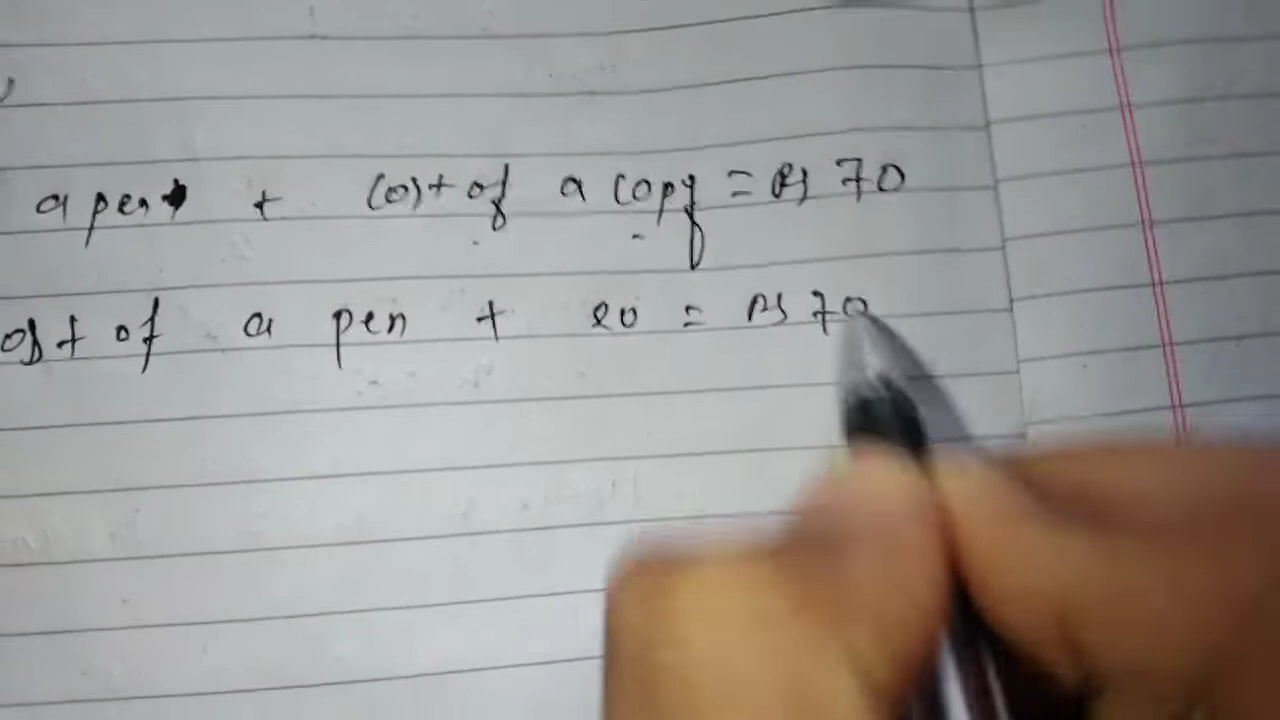 a pen + cost of a copy = Rs 70
ost of a pen + 20 = Rs 70